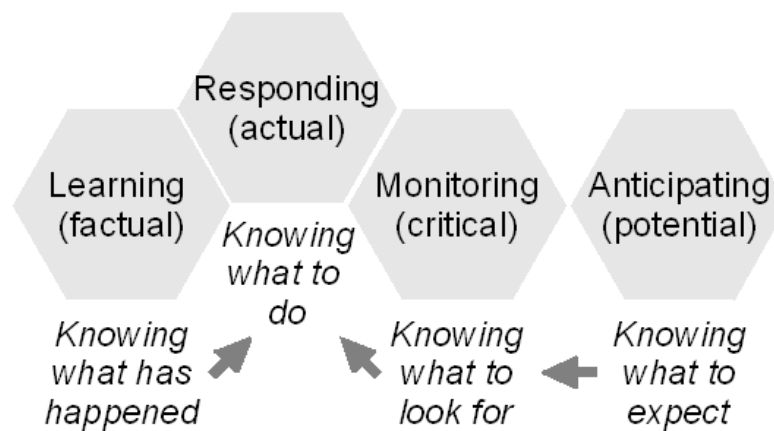 Responding
(actual)
Learning
(factual)
Monitoring
(critical)
Anticipating
(potential)
Knowing
what to
do
Knowing
what has
happened
Knowing
what to
look for
Knowing
what to
expect